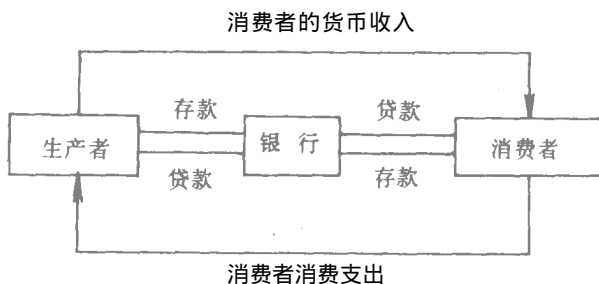 消费者的货币收入
存款
贷款
生产者
银行
消费者
贷款
存款
消费者消费支出